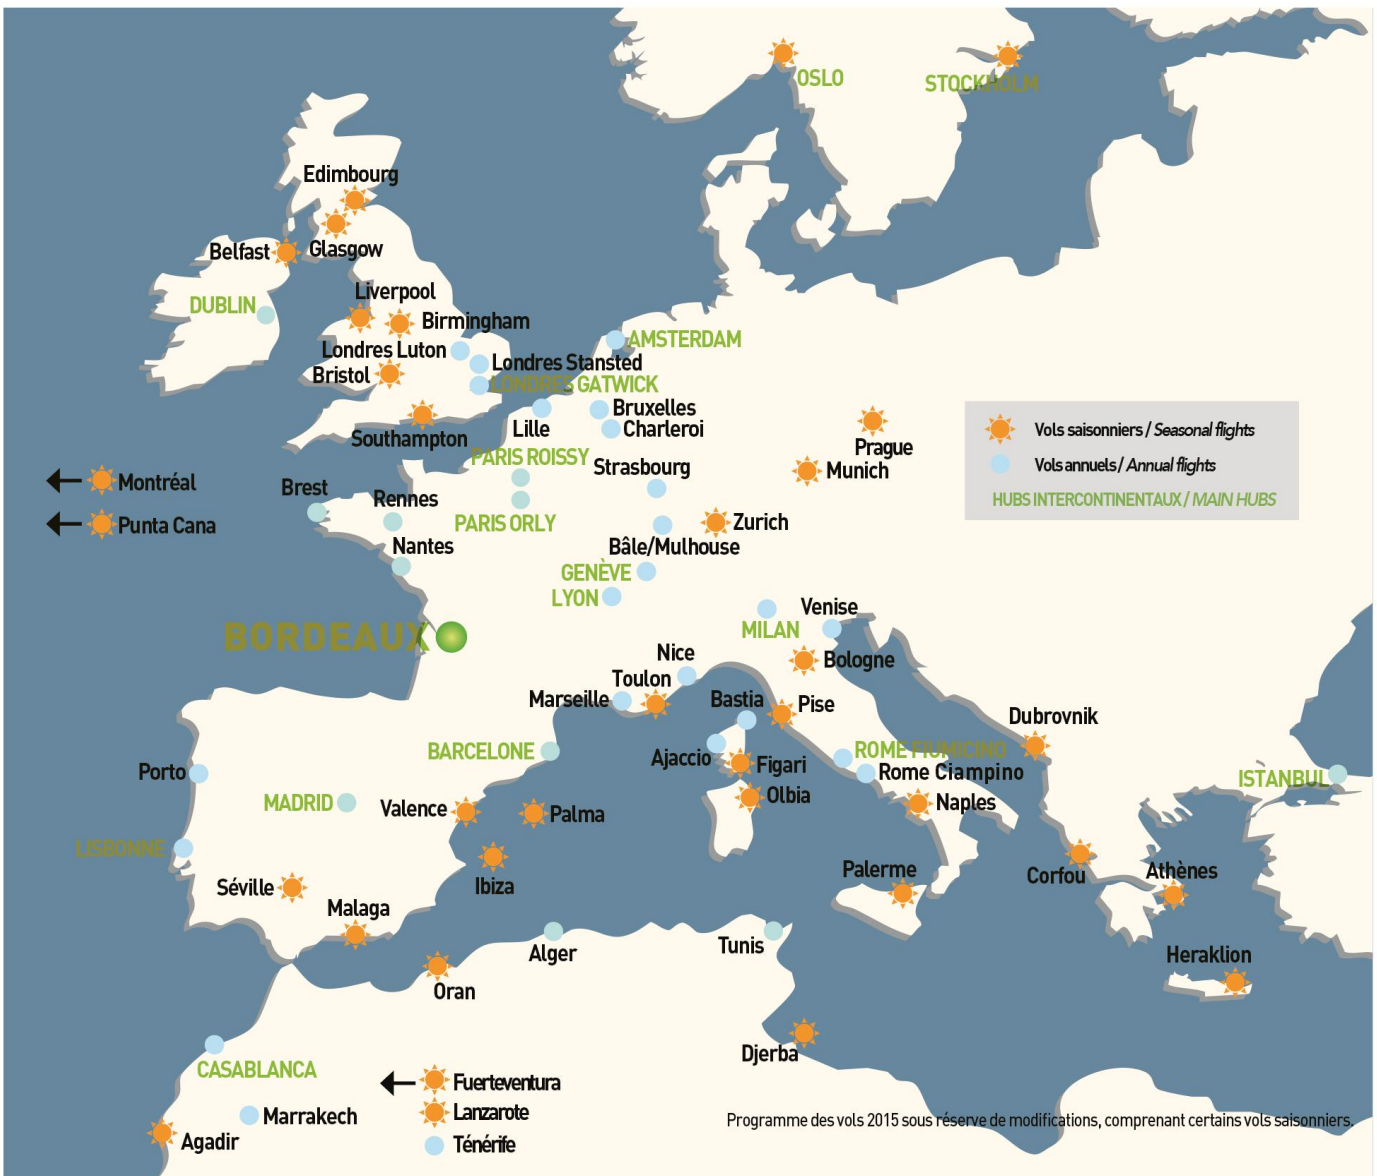 OSLO
STOCKHOLM
Edimbourg
Glasgow
Belfast
DUBLIN
Liverpool
Birmingham
Londres Luton
Londres Stansted
LONDRES GATWICK
Bristol
Southampton
AMSTERDAM
Lille
Bruxelles
Charleroi
PARIS ROISSY
PARIS ORLY
Strasbourg
Prague
Munich
Vols saisonniers / Seasonal flights
Vols annuels / Annual flights
HUBS INTERCONTINENTAUX / MAIN HUBS
Montréal
Punta Cana
Brest
Rennes
Nantes
Bâle/Mulhouse
Zurich
GENÈVE
LYON
BORDEAUX
MILAN
Venise
Bologne
Nice
Toulon
Marseille
Bastia
Pise
Ajaccio
Figari
Olbia
ROME FIUMICINO
Rome Ciampino
Naples
Dubrovnik
ISTANBUL
BARCELONE
Porto
MADRID
Valence
Palma
LISBONNE
Ibiza
Séville
Malaga
Palerme
Corfou
Athènes
Heraklion
Alger
Tunis
Oran
Djerba
CASABLANCA
Marrakech
Agadir
Fuerteventura
Lanzarote
Ténérife
Programme des vols 2015 sous réserve de modifications, comprenant certains vols saisonniers.